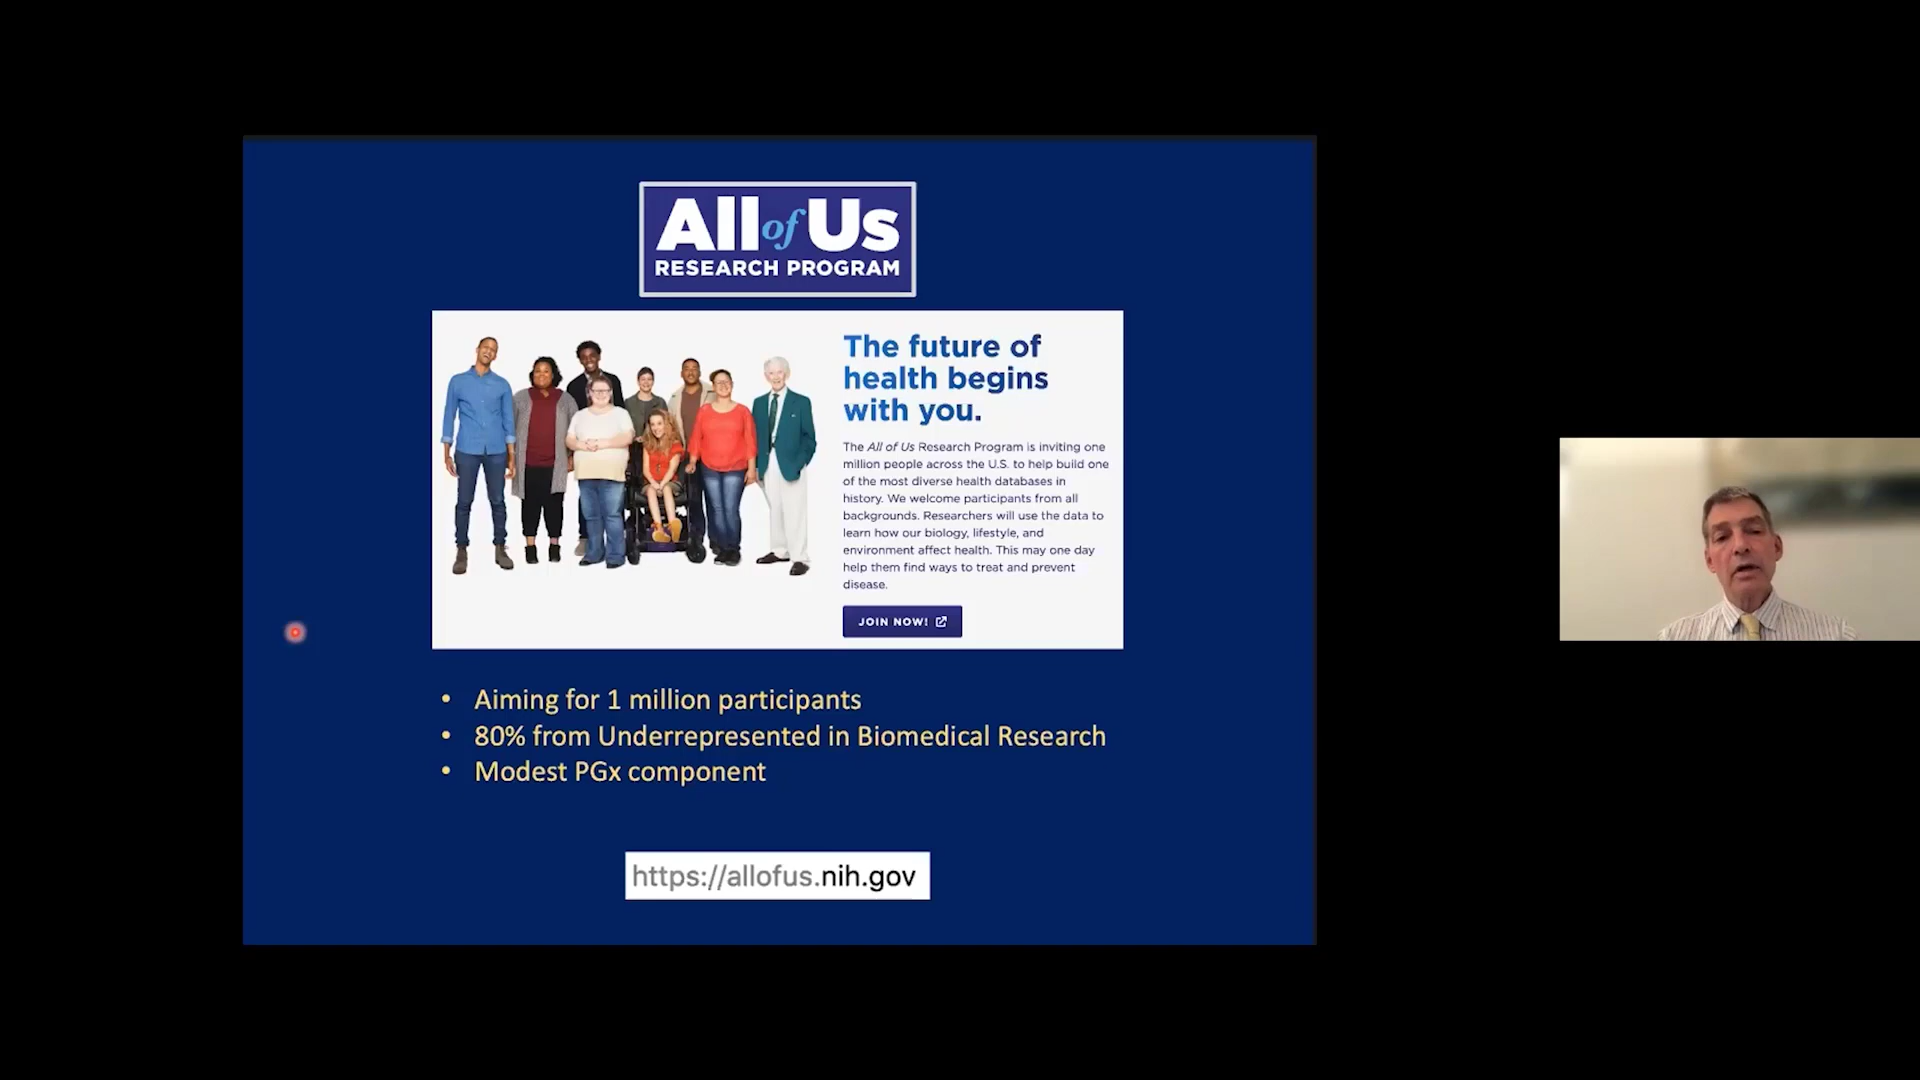 All of Us
RESEARCH PROGRAM
The future of
health begins
with you.
The All of Us Research Program is inviting one
million people across the U.S. to help build one
of the most diverse health databases in
history. We welcome participants from all
backgrounds. Researchers will use the data to
learn how our biology, lifestyle, and
environment affect health. This may one day
help them find ways to treat and prevent
disease.
JOIN NOW!
• Aiming for 1 million participants
• 80% from Underrepresented in Biomedical Research
• Modest PGx component
https://allofus.nih.gov